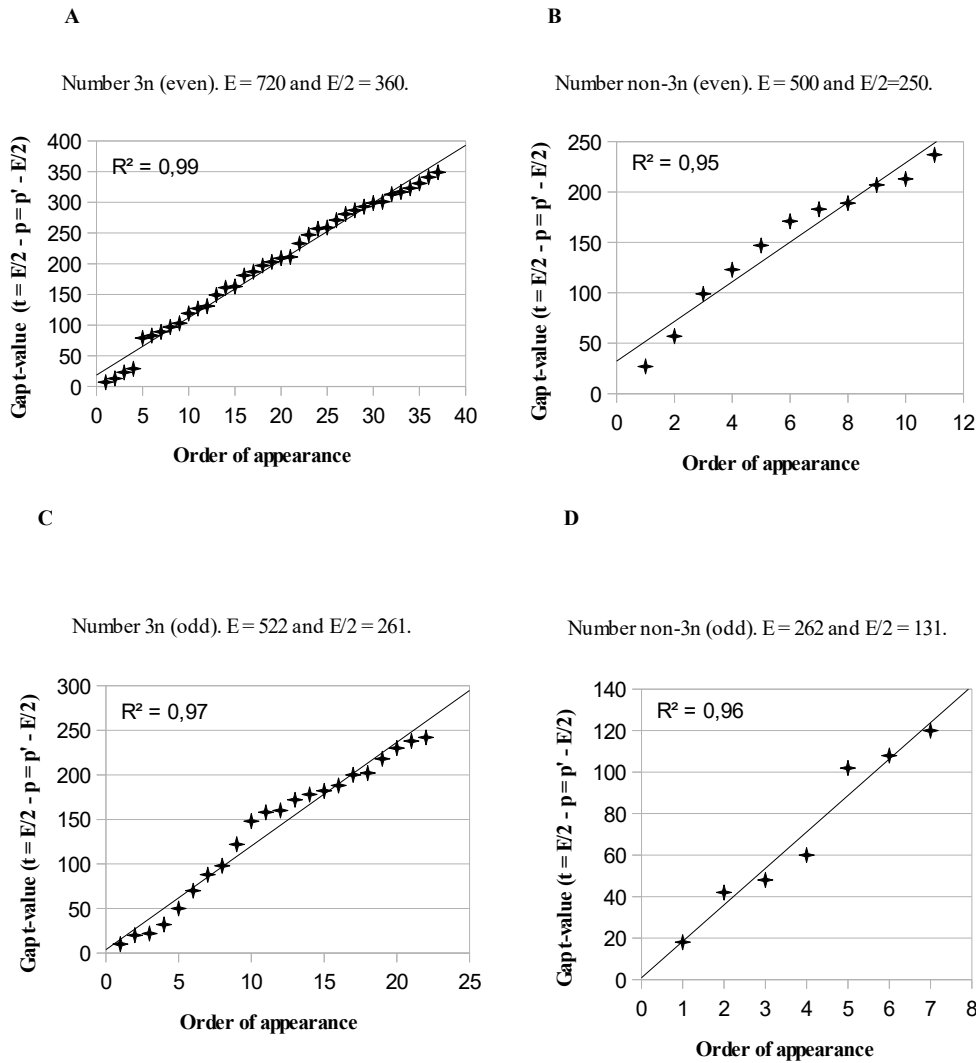 A
Number 3n (even). E = 720 and E/2 = 360.
Gap t-value (t = E/2 - p = p' - E/2)
400
350
300
250
200
150
100
50
0
R² = 0,99
0 5 10 15 20 25 30 35 40
Order of appearance
B
Number non-3n (even). E = 500 and E/2=250.
Gap t-value (t = E/2 - p = p' - E/2)
250
200
150
100
50
0
R² = 0,95
0 2 4 6 8 10 12
Order of appearance
C
Number 3n (odd). E = 522 and E/2 = 261.
Gap t-value (t = E/2 - p = p' - E/2)
300
250
200
150
100
50
0
R² = 0,97
0 5 10 15 20 25
Order of appearance
D
Number non-3n (odd). E = 262 and E/2 = 131.
Gap t-value (t = E/2 - p = p' - E/2)
140
120
100
80
60
40
20
0
R² = 0,96
0 1 2 3 4 5 6 7 8
Order of appearance